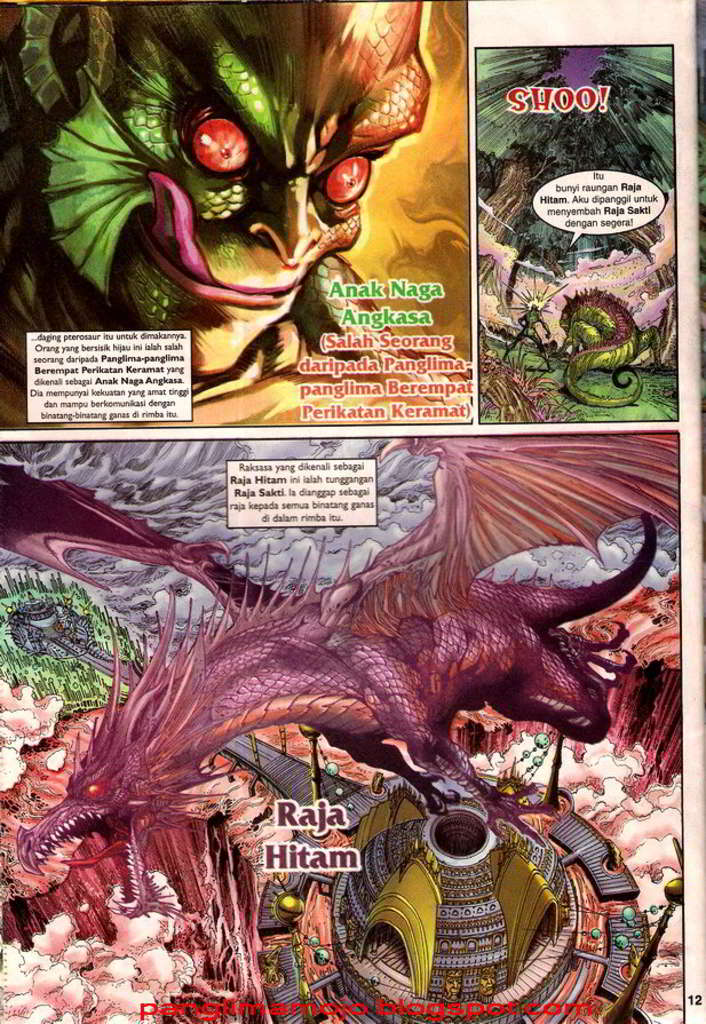 ...daging pterosaur itu untuk dimakannya.
Orang yang bersisik hijau ini ialah salah
seorang daripada Panglima-panglima
Berempat Perikatan Keramat yang
dikenali sebagai Anak Naga Angkasa.
Dia mempunyai kekuatan yang amat tinggi
dan mampu berkomunikasi dengan
binatang-binatang ganas di rimba itu.
Anak Naga
Angkasa
(Salah Seorang
daripada Panglima-
panglima Berempat
Perikatan Keramat)
SHOO!
Itu
bunyi raungan Raja
Hitam. Aku dipanggil untuk
menyembah Raja Sakti
dengan segera!
Raksasa yang dikenali sebagai
Raja Hitam ini ialah tunggangan
Raja Sakti. Ia dianggap sebagai
raja kepada semua binatang ganas
di dalam rimba itu.
Raja
Hitam
12
panglimamojo.blogspot.com